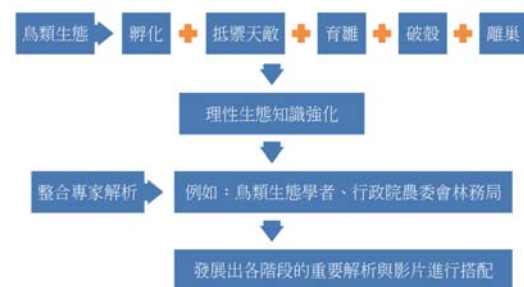 鳥類生態 孵化 抵禦天敵 育雛 破殼 離巢
理性生態知識強化
整合專家解析 例如：鳥類生態學者、行政院農委會林務局
發展出各階段的重要解析與影片進行搭配